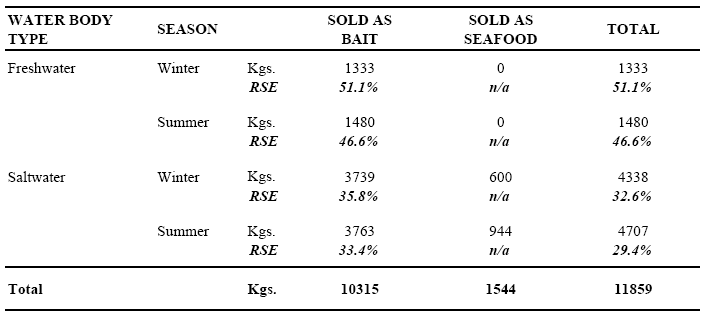 WATER BODY TYPE SEASON SOLD AS BAIT SOLD AS SEAFOOD TOTAL
Freshwater Winter Kgs. 1333 0 1333
RSE 51.1% n/a 51.1%
Summer Kgs. 1480 0 1480
RSE 46.6% n/a 46.6%
Saltwater Winter Kgs. 3739 600 4338
RSE 35.8% n/a 32.6%
Summer Kgs. 3763 944 4707
RSE 33.4% n/a 29.4%
Total Kgs. 10315 1544 11859